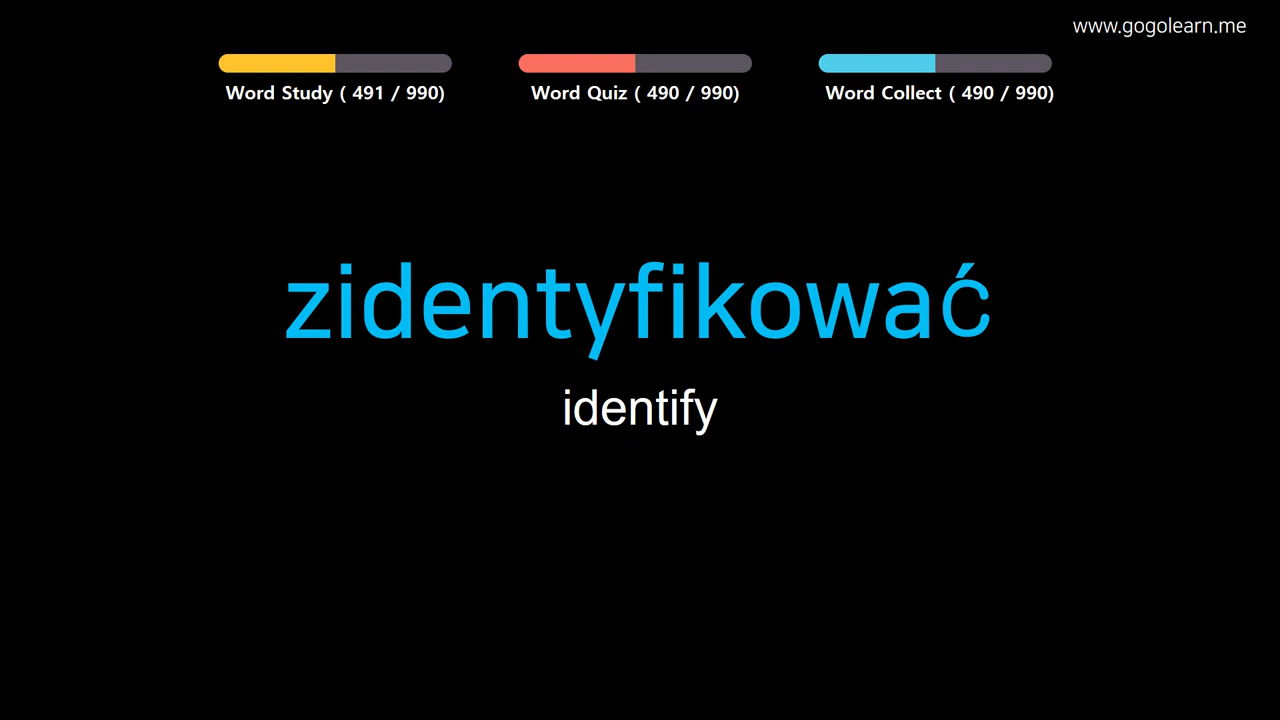 www.gogolearn.me
Word Study ( 491 / 990)
Word Quiz ( 490 / 990)
Word Collect ( 490 / 990)
zidentyfikować
identify